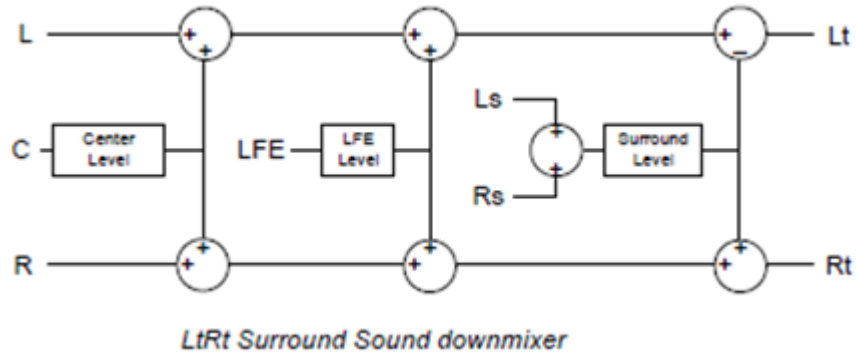 L
+
+
+
+
+
−
Lt
Ls
C
Center
Level
LFE
LFE
Level
+
+
Surround
Level
Rs
R
+
+
+
+
+
+
Rt
LtRt Surround Sound downmixer